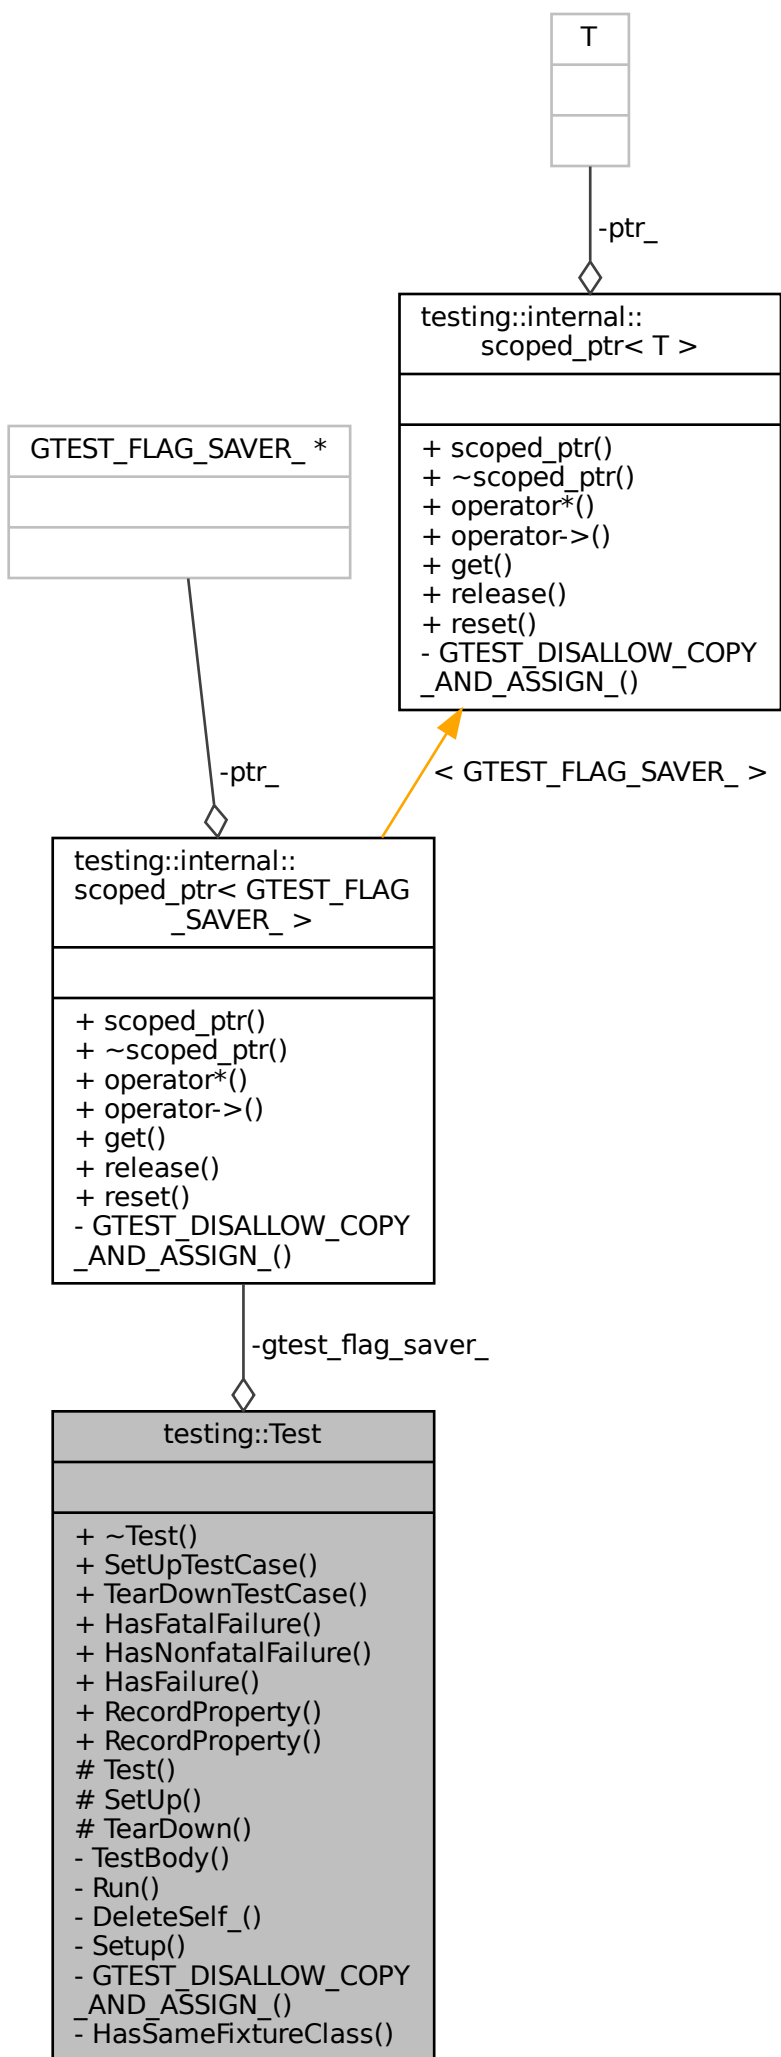 T
-ptr_
testing::internal::
scoped_ptr< T >
+ scoped_ptr()
+ ~scoped_ptr()
+ operator*()
+ operator->()
+ get()
+ release()
+ reset()
- GTEST_DISALLOW_COPY
_AND_ASSIGN_()
GTEST_FLAG_SAVER_ *
-ptr_
< GTEST_FLAG_SAVER_ >
testing::internal::
scoped_ptr< GTEST_FLAG
_SAVER_ >
+ scoped_ptr()
+ ~scoped_ptr()
+ operator*()
+ operator->()
+ get()
+ release()
+ reset()
- GTEST_DISALLOW_COPY
_AND_ASSIGN_()
-gtest_flag_saver_
testing::Test
+ ~Test()
+ SetUpTestCase()
+ TearDownTestCase()
+ HasFatalFailure()
+ HasNonfatalFailure()
+ HasFailure()
+ RecordProperty()
+ RecordProperty()
# Test()
# SetUp()
# TearDown()
- TestBody()
- Run()
- DeleteSelf_()
- Setup()
- GTEST_DISALLOW_COPY
_AND_ASSIGN_()
- HasSameFixtureClass()